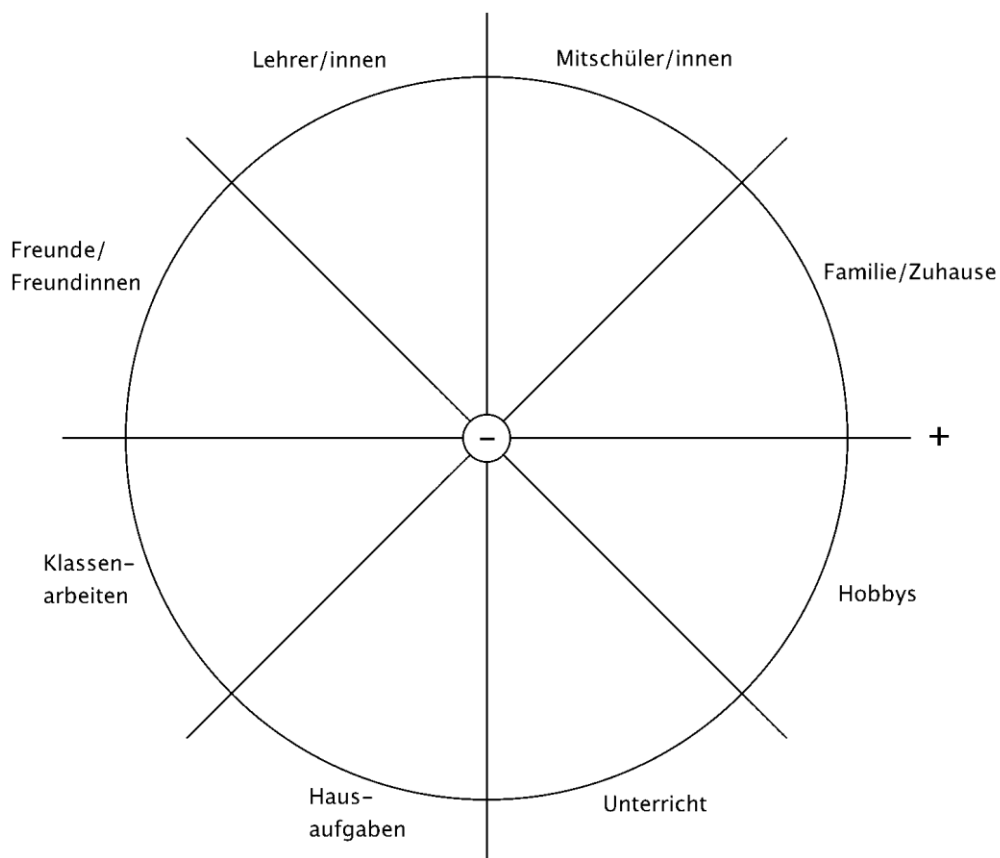 Lehrer/innen
Mitschüler/innen
Freunde/
Freundinnen
Familie/Zuhause
–
+
Klassen-
arbeiten
Hobbys
Haus-
aufgaben
Unterricht